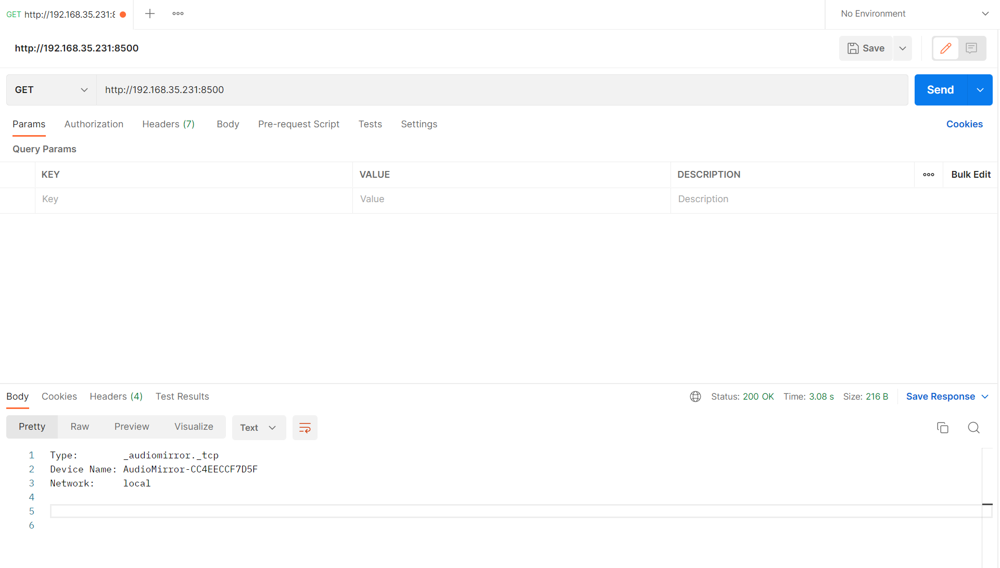 GET http://192.168.35.231:8
No Environment
http://192.168.35.231:8500
Save
GET http://192.168.35.231:8500 Send
Params Authorization Headers (7) Body Pre-request Script Tests Settings Cookies
Query Params
KEY VALUE DESCRIPTION Bulk Edit
Key Value Description
Body Cookies Headers (4) Test Results Status: 200 OK Time: 3.08 s Size: 216 B Save Response
Pretty Raw Preview Visualize Text
1 Type: _audiomirror._tcp
2 Device Name: AudioMirror-CC4EECCF7D5F
3 Network: local
4
5
6